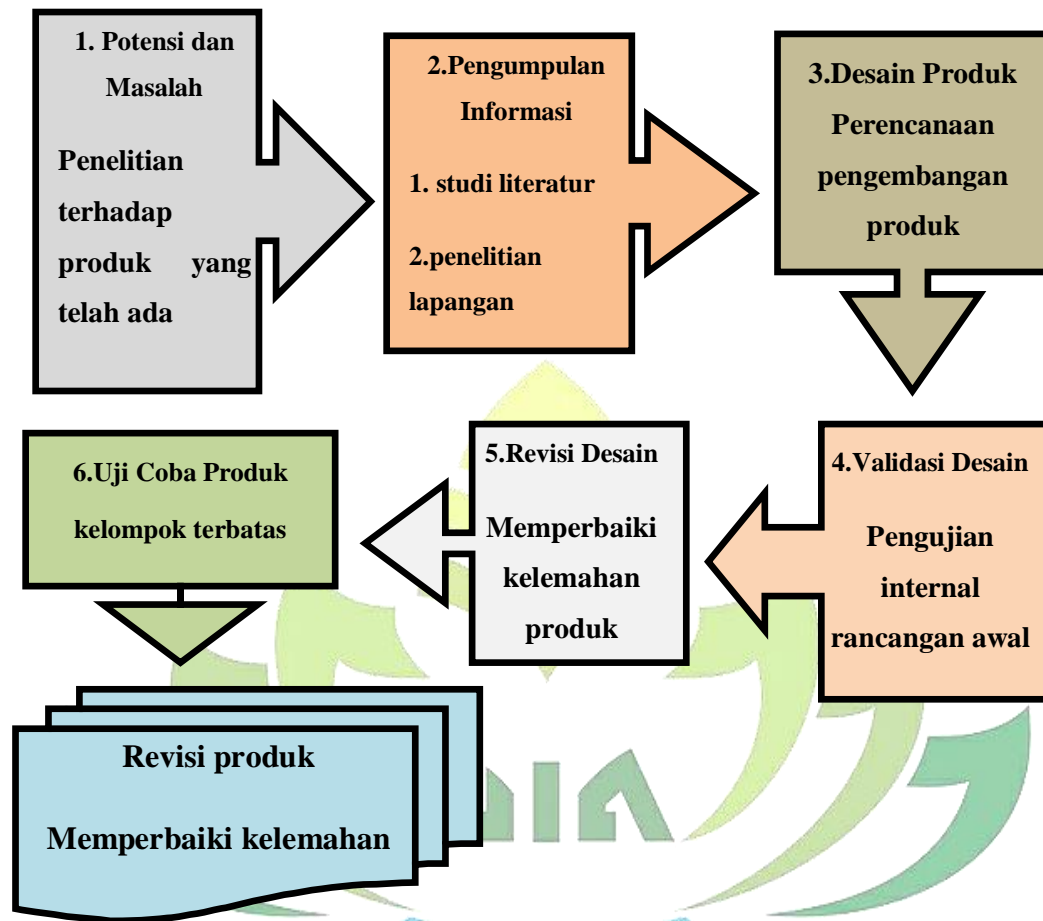 1. Potensi dan
Masalah
Penelitian
terhadap
produk yang
telah ada
2.Pengumpulan
Informasi
1. studi literatur
2.penelitian
lapangan
3.Desain Produk
Perencanaan
pengembangan
produk
4.Validasi Desain
Pengujian
internal
rancangan awal
5.Revisi Desain
Memperbaiki
kelemahan
produk
6.Uji Coba Produk
kelompok terbatas
Revisi produk
Memperbaiki kelemahan